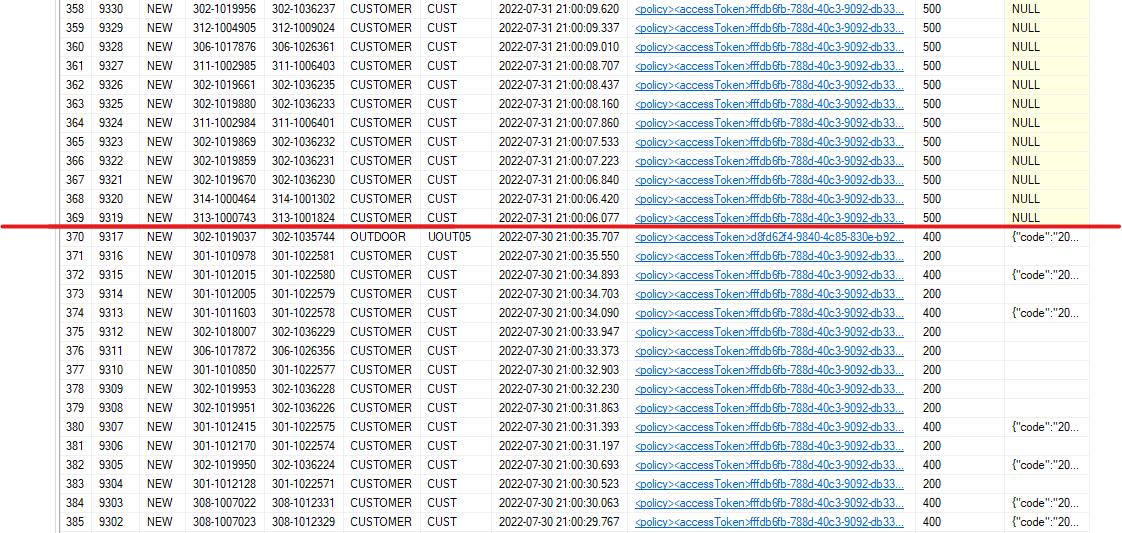 358 9330 NEW 302-1019956 302-1036237 CUSTOMER CUST 2022-07-31 21:00:09.620 <policy><accessToken>fffdb6fb-788d-40c3-9092-db33... 500 NULL
359 9329 NEW 312-1004905 312-1009024 CUSTOMER CUST 2022-07-31 21:00:09.337 <policy><accessToken>fffdb6fb-788d-40c3-9092-db33... 500 NULL
360 9328 NEW 306-1017876 306-1026361 CUSTOMER CUST 2022-07-31 21:00:09.010 <policy><accessToken>fffdb6fb-788d-40c3-9092-db33... 500 NULL
361 9327 NEW 311-1002985 311-1006403 CUSTOMER CUST 2022-07-31 21:00:08.707 <policy><accessToken>fffdb6fb-788d-40c3-9092-db33... 500 NULL
362 9326 NEW 302-1019661 302-1036235 CUSTOMER CUST 2022-07-31 21:00:08.437 <policy><accessToken>fffdb6fb-788d-40c3-9092-db33... 500 NULL
363 9325 NEW 302-1019880 302-1036233 CUSTOMER CUST 2022-07-31 21:00:08.160 <policy><accessToken>fffdb6fb-788d-40c3-9092-db33... 500 NULL
364 9324 NEW 311-1002984 311-1006401 CUSTOMER CUST 2022-07-31 21:00:07.860 <policy><accessToken>fffdb6fb-788d-40c3-9092-db33... 500 NULL
365 9323 NEW 302-1019869 302-1036232 CUSTOMER CUST 2022-07-31 21:00:07.533 <policy><accessToken>fffdb6fb-788d-40c3-9092-db33... 500 NULL
366 9322 NEW 302-1019859 302-1036231 CUSTOMER CUST 2022-07-31 21:00:07.223 <policy><accessToken>fffdb6fb-788d-40c3-9092-db33... 500 NULL
367 9321 NEW 302-1019670 302-1036230 CUSTOMER CUST 2022-07-31 21:00:06.840 <policy><accessToken>fffdb6fb-788d-40c3-9092-db33... 500 NULL
368 9320 NEW 314-1000464 314-1001302 CUSTOMER CUST 2022-07-31 21:00:06.420 <policy><accessToken>fffdb6fb-788d-40c3-9092-db33... 500 NULL
369 9319 NEW 313-1000743 313-1001824 CUSTOMER CUST 2022-07-31 21:00:06.077 <policy><accessToken>fffdb6fb-788d-40c3-9092-db33... 500 NULL
370 9317 NEW 302-1019037 302-1035744 OUTDOOR UOUT05 2022-07-30 21:00:35.707 <policy><accessToken>d8fd62f4-9840-4c85-830e-b92... 400 {"code":"20...
371 9316 NEW 301-1010978 301-1022581 CUSTOMER CUST 2022-07-30 21:00:35.550 <policy><accessToken>fffdb6fb-788d-40c3-9092-db33... 200
372 9315 NEW 301-1012015 301-1022580 CUSTOMER CUST 2022-07-30 21:00:34.893 <policy><accessToken>fffdb6fb-788d-40c3-9092-db33... 400 {"code":"20...
373 9314 NEW 301-1012005 301-1022579 CUSTOMER CUST 2022-07-30 21:00:34.703 <policy><accessToken>fffdb6fb-788d-40c3-9092-db33... 200
374 9313 NEW 301-1011603 301-1022578 CUSTOMER CUST 2022-07-30 21:00:34.090 <policy><accessToken>fffdb6fb-788d-40c3-9092-db33... 400 {"code":"20...
375 9312 NEW 302-1018007 302-1036229 CUSTOMER CUST 2022-07-30 21:00:33.947 <policy><accessToken>fffdb6fb-788d-40c3-9092-db33... 200
376 9311 NEW 306-1017872 306-1026356 CUSTOMER CUST 2022-07-30 21:00:33.373 <policy><accessToken>fffdb6fb-788d-40c3-9092-db33... 200
377 9310 NEW 301-1010850 301-1022577 CUSTOMER CUST 2022-07-30 21:00:32.903 <policy><accessToken>fffdb6fb-788d-40c3-9092-db33... 200
378 9309 NEW 302-1019953 302-1036228 CUSTOMER CUST 2022-07-30 21:00:32.230 <policy><accessToken>fffdb6fb-788d-40c3-9092-db33... 200
379 9308 NEW 302-1019951 302-1036226 CUSTOMER CUST 2022-07-30 21:00:31.863 <policy><accessToken>fffdb6fb-788d-40c3-9092-db33... 200
380 9307 NEW 301-1012415 301-1022575 CUSTOMER CUST 2022-07-30 21:00:31.393 <policy><accessToken>fffdb6fb-788d-40c3-9092-db33... 400 {"code":"20...
381 9306 NEW 301-1012170 301-1022574 CUSTOMER CUST 2022-07-30 21:00:31.197 <policy><accessToken>fffdb6fb-788d-40c3-9092-db33... 200
382 9305 NEW 302-1019950 302-1036224 CUSTOMER CUST 2022-07-30 21:00:30.693 <policy><accessToken>fffdb6fb-788d-40c3-9092-db33... 400 {"code":"20...
383 9304 NEW 301-1012128 301-1022571 CUSTOMER CUST 2022-07-30 21:00:30.523 <policy><accessToken>fffdb6fb-788d-40c3-9092-db33... 200
384 9303 NEW 308-1007022 308-1012331 CUSTOMER CUST 2022-07-30 21:00:30.063 <policy><accessToken>fffdb6fb-788d-40c3-9092-db33... 400 {"code":"20...
385 9302 NEW 308-1007023 308-1012329 CUSTOMER CUST 2022-07-30 21:00:29.767 <policy><accessToken>fffdb6fb-788d-40c3-9092-db33... 400 {"code":"20...